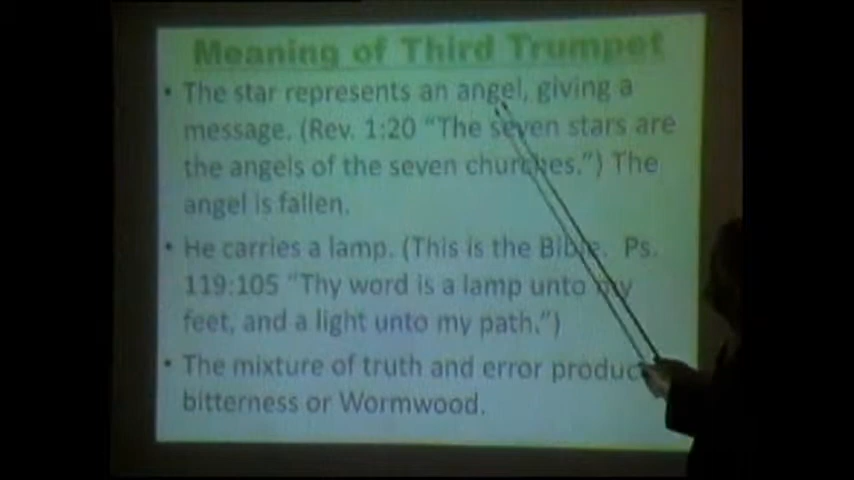 Meaning of Third Trumpet
• The star represents an angel, giving a
message. (Rev. 1:20 “The seven stars are
the angels of the seven churches.”) The
angel is fallen.
• He carries a lamp. (This is the Bible. Ps.
119:105 “Thy word is a lamp unto my
feet, and a light unto my path.”)
• The mixture of truth and error
bitterness or Wormwood.